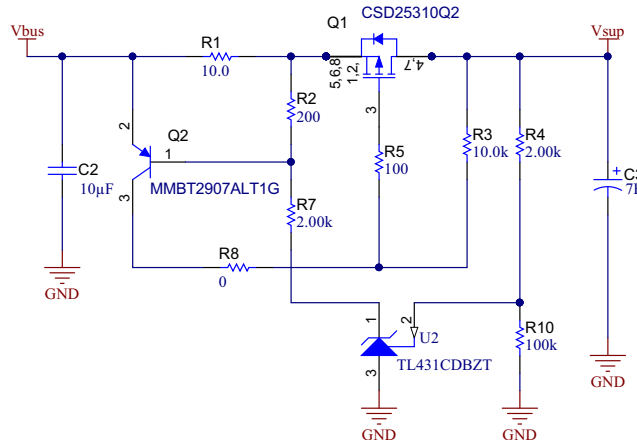 CSD25310Q2
Q1
Vbus
Vsup
R1
10.0
5,6,8
1,2,
4,7
3
R2
200
Q2
2
1
MMBT2907ALT1G
3
C2
10µF
R5
100
R3
10.0k
R4
2.00k
R7
2.00k
R8
0
GND
1
2
U2
3
TL431CDBZT
R10
100k
GND
GND
GND